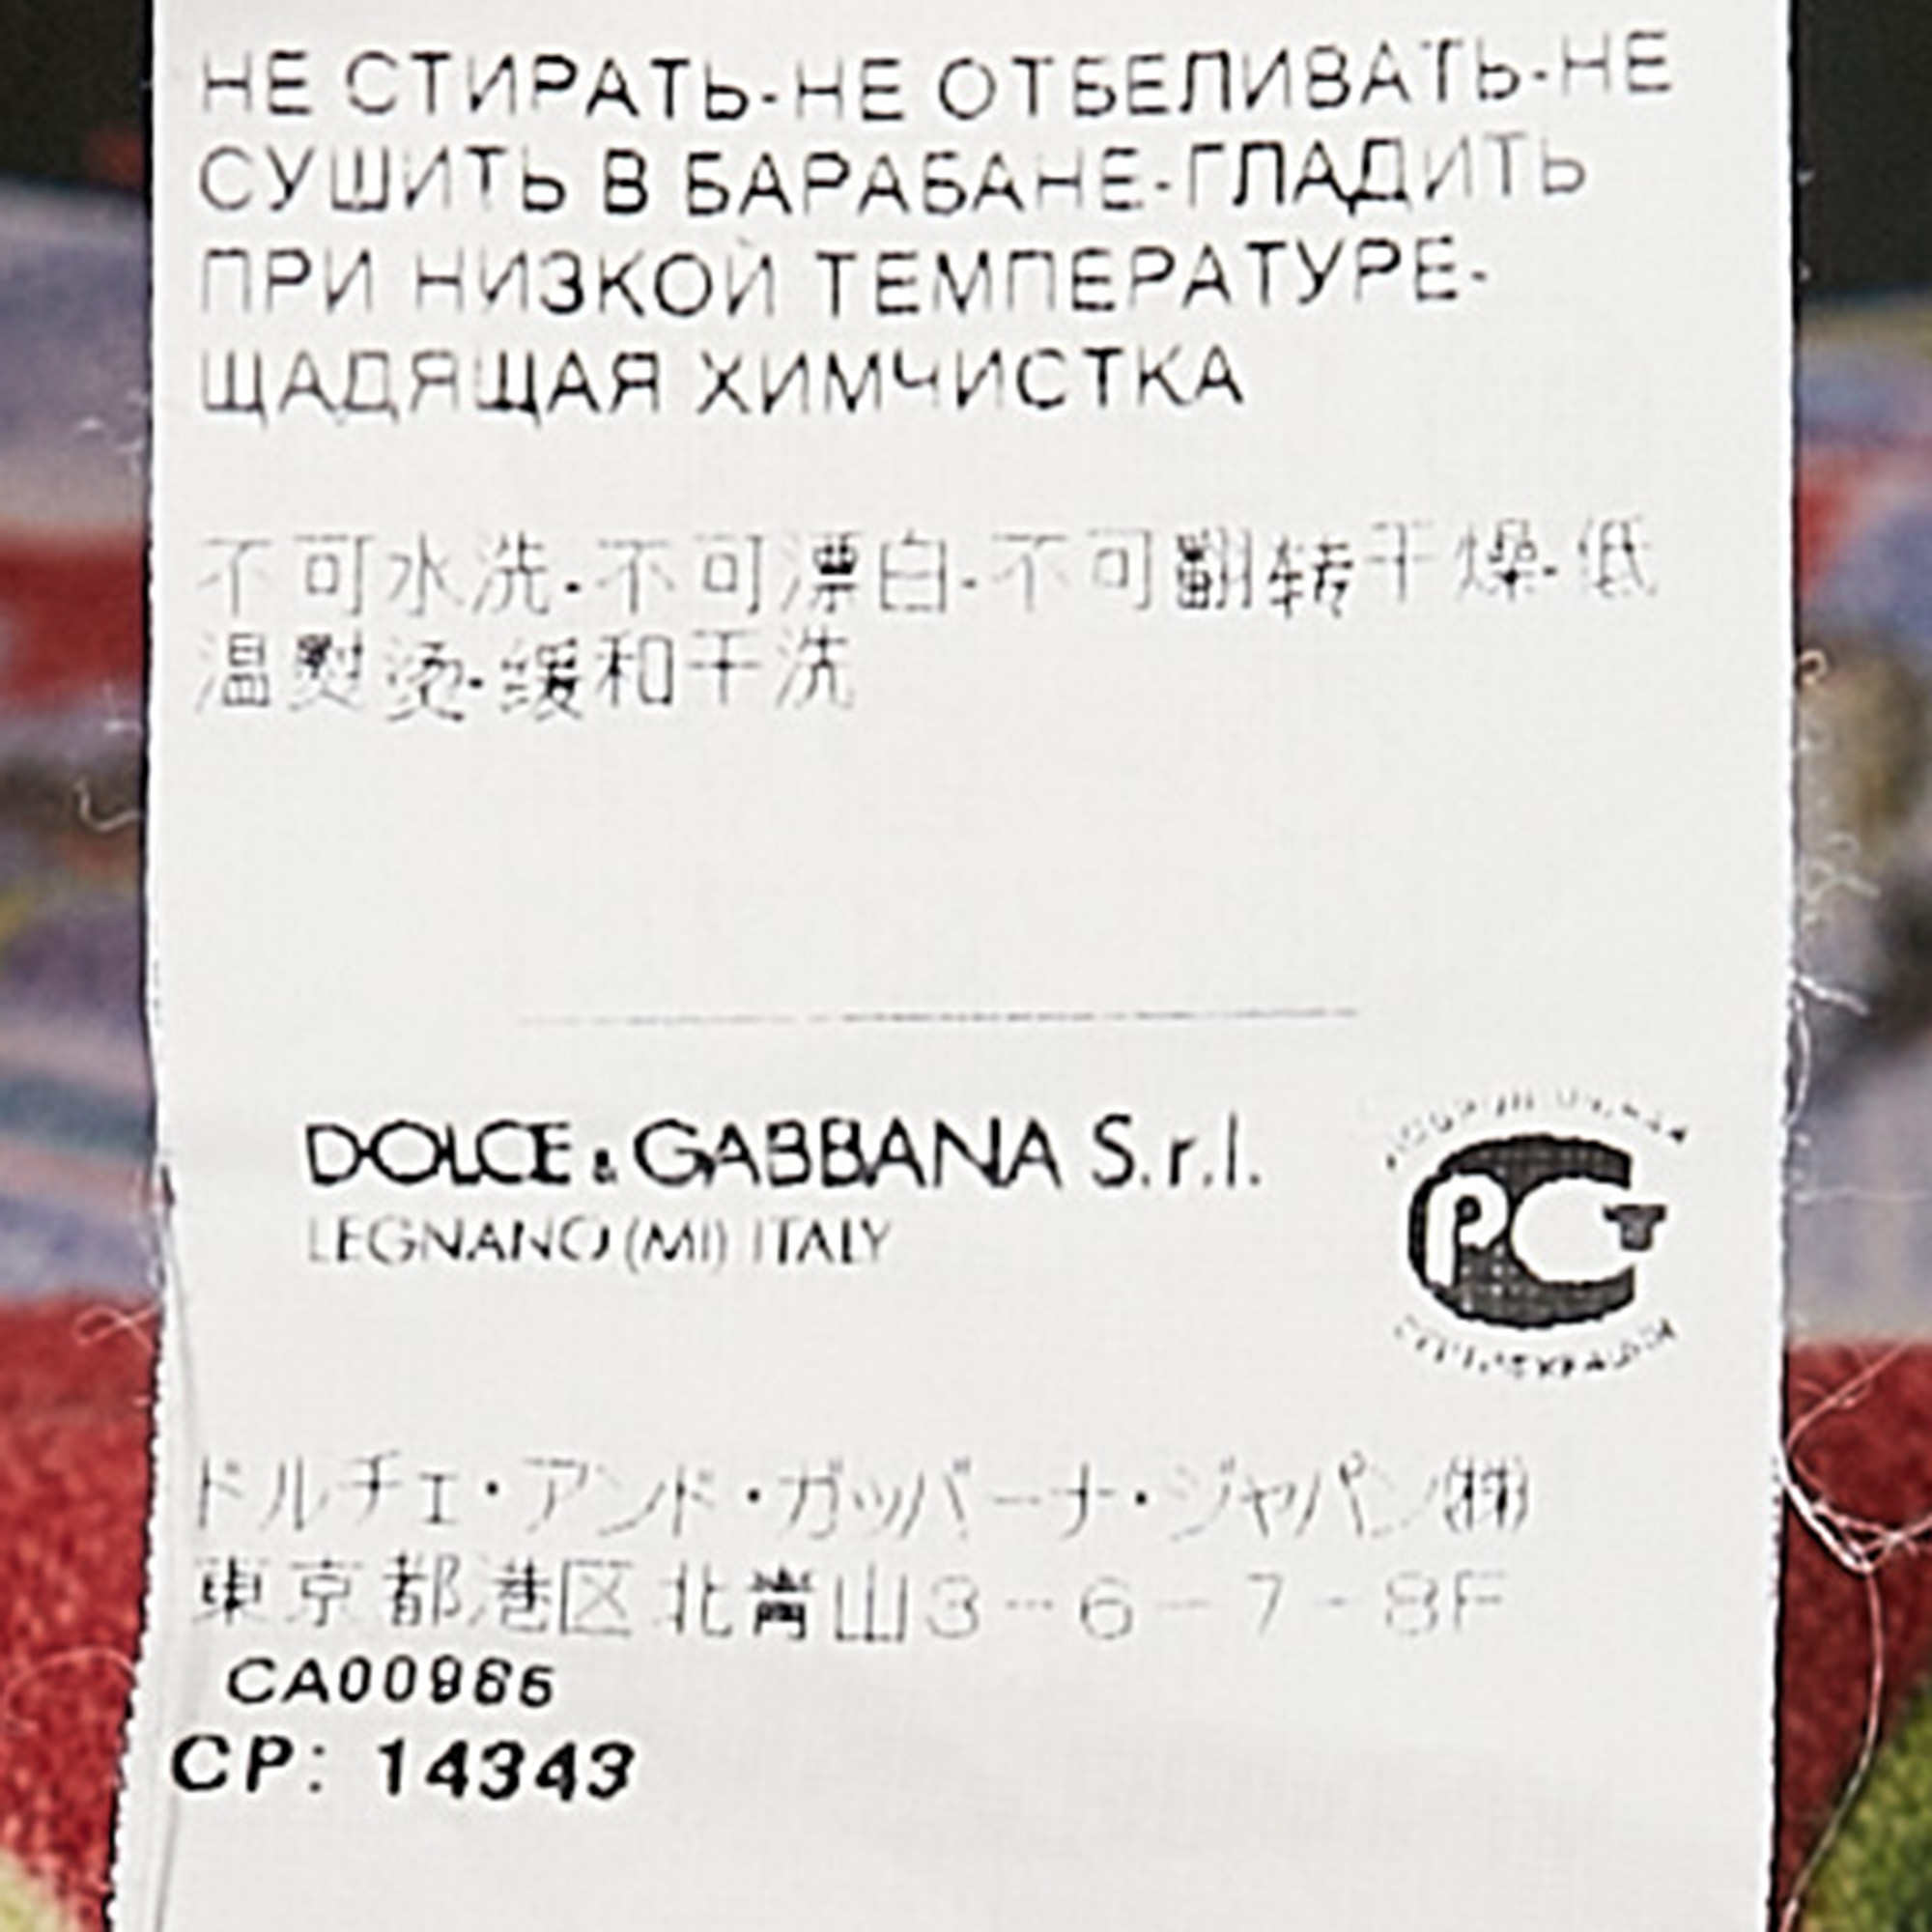 НЕ СТИРАТЬ-НЕ ОТБЕЛИВАТЬ-НЕ
СУШИТЬ В БАРАБАНЕ-ГЛАДИТЬ
ПРИ НИЗКОЙ ТЕМПЕРАТУРЕ-
ЩАДЯЩАЯ ХИМЧИСТКА
不可水洗-不可漂白-不可翻转干燥-低
温熨烫-缓和干洗
DOLCE & GABBANA S.r.l.
LEGNANO (MI) ITALY
PCT
ドルチェ・アンド・ガッバーナ・ジャパン㈱
東京都港区北青山3-6-7-8F
CA00965
CP: 14343